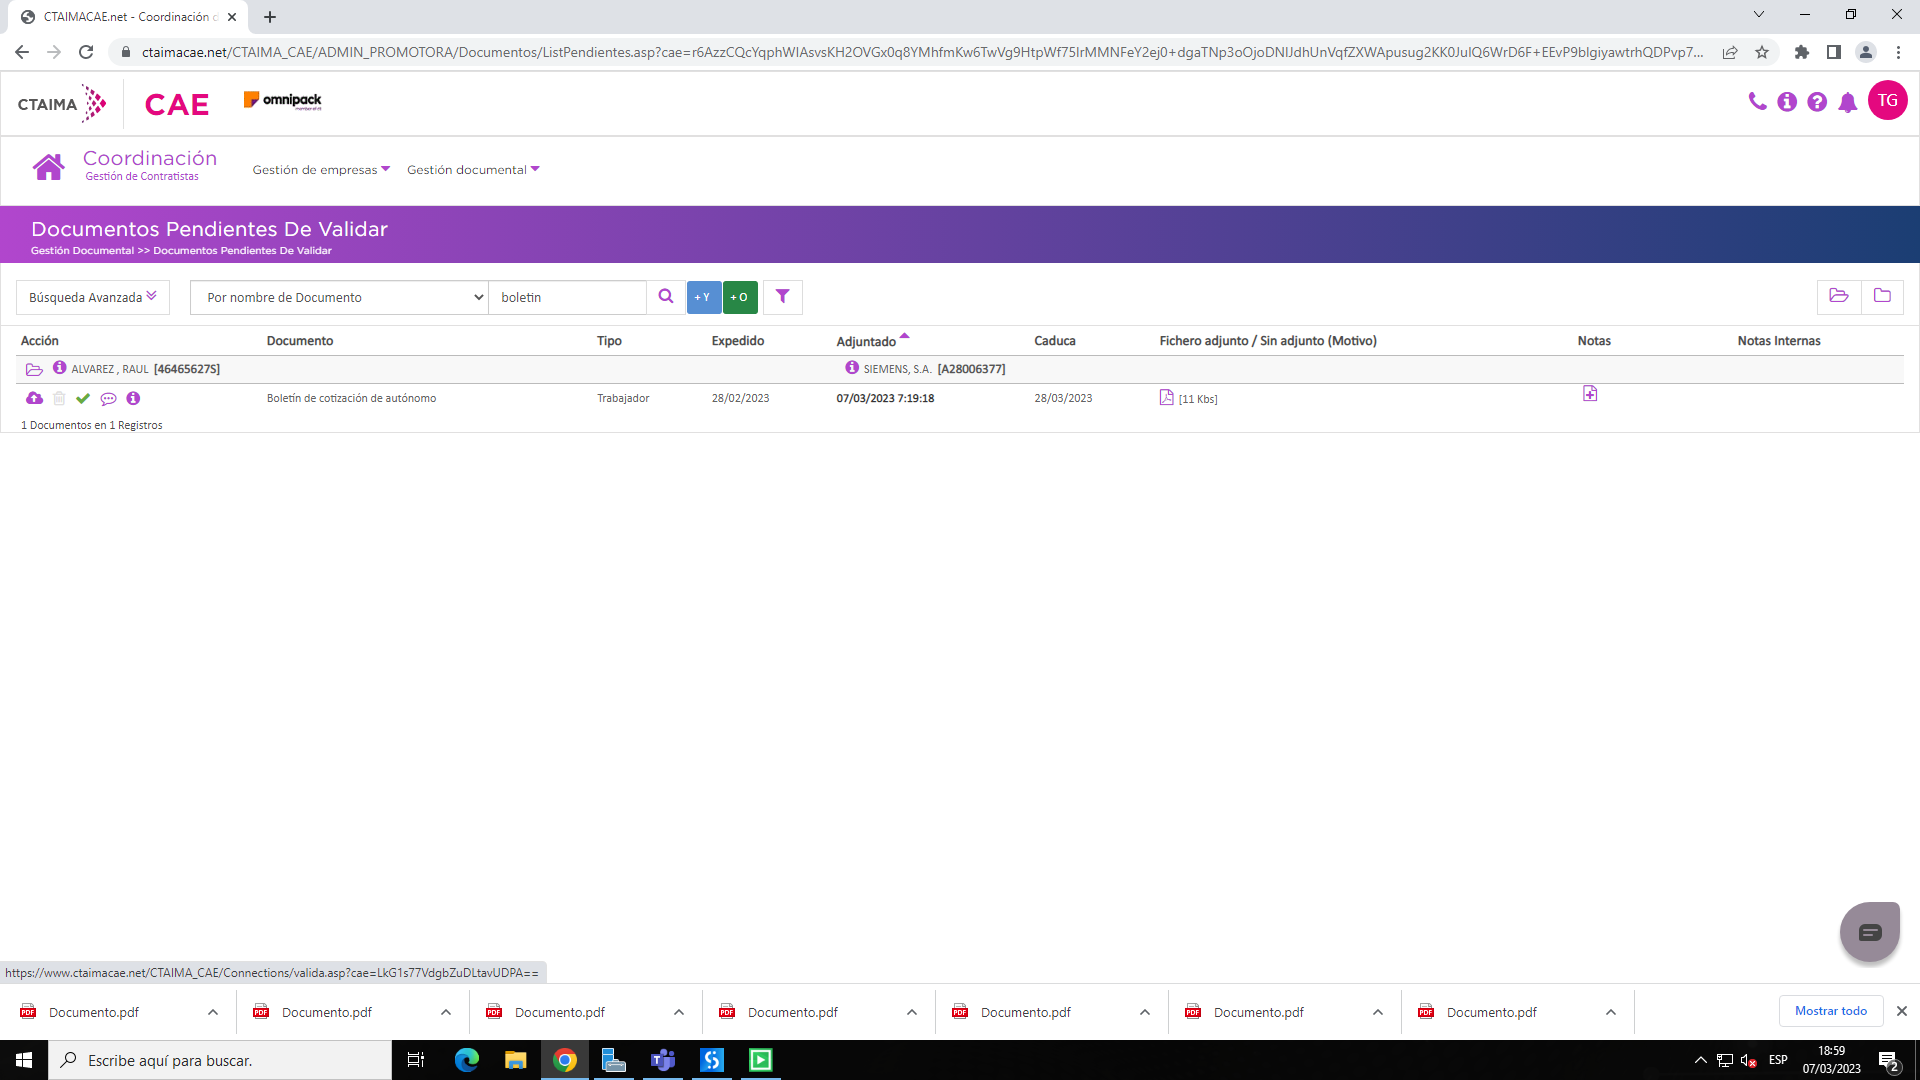 CTAIMACAE.net - Coordinación d
ctaimacae.net/CTAIMA_CAE/ADMIN_PROMOTORA/Documentos/ListPendientes.asp?cae=r6AzzCQcYqphWIAsvsKH2OVGx0q8YMhfmKw6TwVg9HtpWf75IrMMNFeY2ej0+dgaTNp3oOjoDNIJdhUnVqfZXWApusug2KK0JuIQ6WrD6F+EEvP9blgiyawtrhQDPvp7...
CTAIMA CAE omnipack
TG
Coordinación
Gestión de Contratistas
Gestión de empresas Gestión documental
Documentos Pendientes De Validar
Gestión Documental >> Documentos Pendientes De Validar
Búsqueda Avanzada Por nombre de Documento boletin + Y + O
Acción Documento Tipo Expedido Adjuntado Caduca Fichero adjunto / Sin adjunto (Motivo) Notas Notas Internas
ALVAREZ , RAUL [46465627S] SIEMENS, S.A. [A28006377]
Boletín de cotización de autónomo Trabajador 28/02/2023 07/03/2023 7:19:18 28/03/2023 [11 Kbs]
1 Documentos en 1 Registros
https://www.ctaimacae.net/CTAIMA_CAE/Connections/valida.asp?cae=LkG1s77VdgbZuDLtavUDPA==
Documento.pdf Documento.pdf Documento.pdf Documento.pdf Documento.pdf Documento.pdf Documento.pdf Mostrar todo
Escribe aquí para buscar.
ESP
18:59
07/03/2023
2